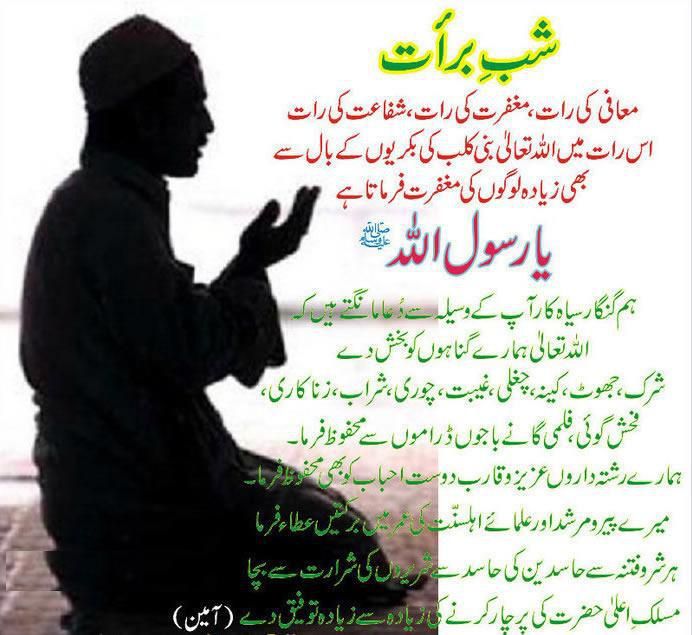 شبِ برأت
معافی کی رات، مغفرت کی رات، شفاعت کی رات
اس رات میں اللہ تعالیٰ بنی کلب کی بکریوں کے بال سے
بھی زیادہ لوگوں کی مغفرت فرماتا ہے
یا رسول اللہ ﷺ
ہم گنگار سیاہ کار آپ کے وسیلہ سے دُعا مانگتے ہیں کہ
اللہ تعالیٰ ہمارے گناہوں کو بخش دے
شرک، جھوٹ، کینہ، چغلی، غیبت، چوری، شراب، زناکاری،
فحش گوئی، فلمی گانے باجوں ڈراموں سے محفوظ فرما۔
ہمارے رشتہ داروں عزیز و قارب دوست احباب کو بھی محفوظ فرما۔
میرے پیر و مرشد اور علمائے اہلسنّت کی عمر میں برکتیں عطاء فرما
ہر شر و فتنہ سے حاسدین کی حاسد سے شریروں کی شرارت سے بچا
مسلکِ اعلیٰ حضرت کی پرچار کرنے کی زیادہ سے زیادہ توفیق دے (آمین)